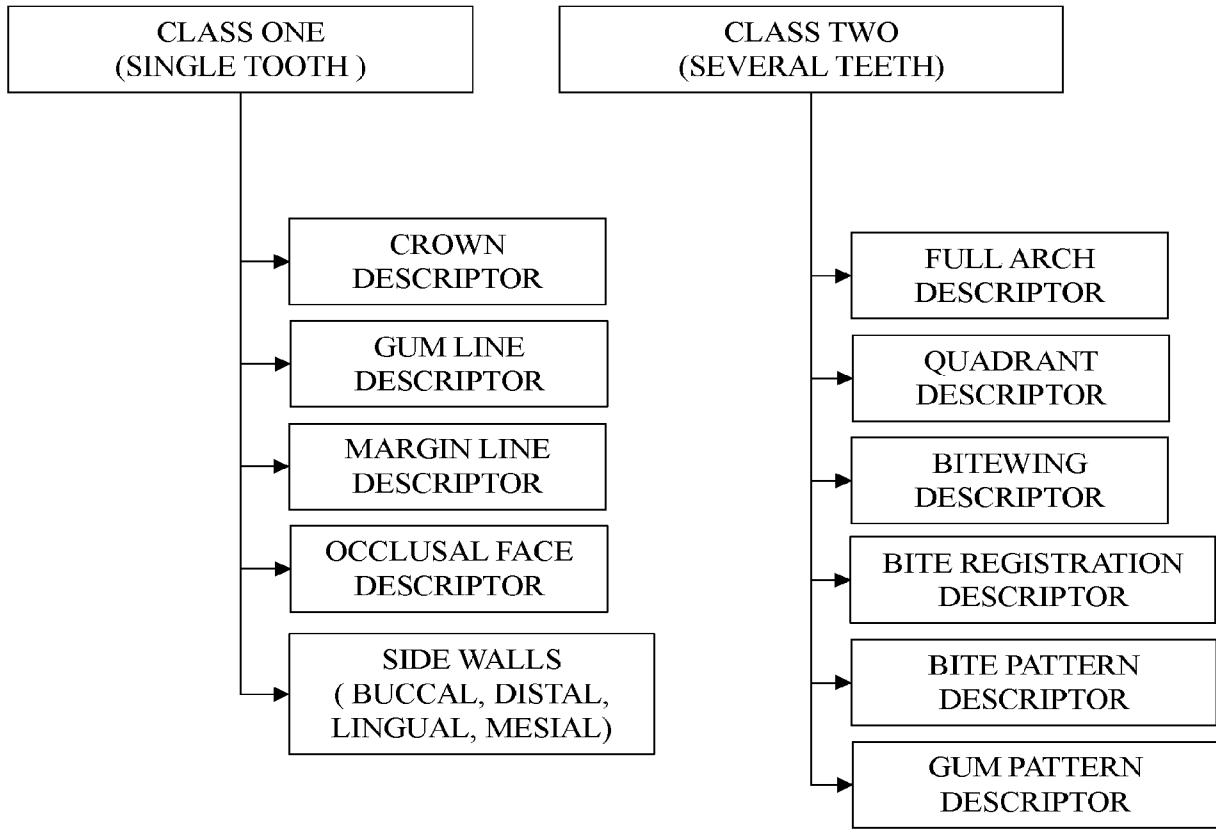 CLASS ONE
(SINGLE TOOTH )
CROWN
DESCRIPTOR
GUM LINE
DESCRIPTOR
MARGIN LINE
DESCRIPTOR
OCCLUSAL FACE
DESCRIPTOR
SIDE WALLS
( BUCCAL, DISTAL,
LINGUAL, MESIAL)
CLASS TWO
(SEVERAL TEETH)
FULL ARCH
DESCRIPTOR
QUADRANT
DESCRIPTOR
BITEWING
DESCRIPTOR
BITE REGISTRATION
DESCRIPTOR
BITE PATTERN
DESCRIPTOR
GUM PATTERN
DESCRIPTOR